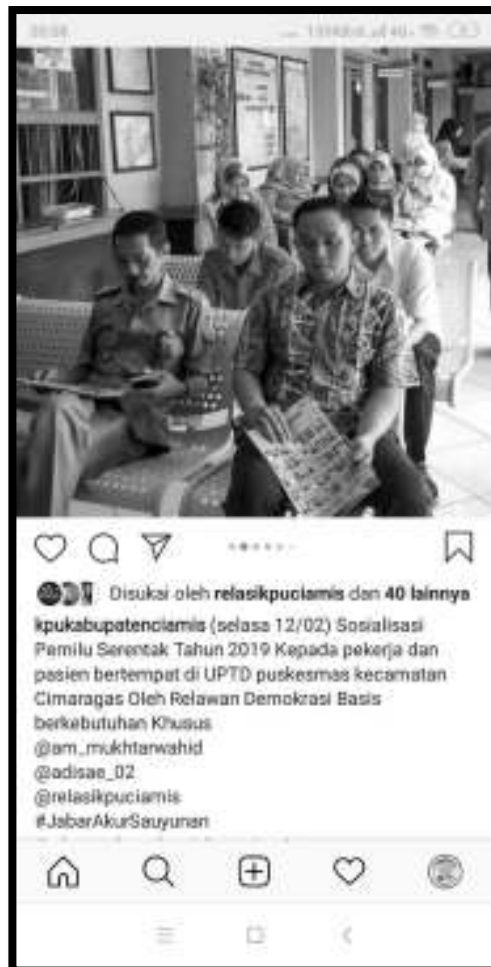 Disukai oleh relasikpuciamis dan 40 lainnya
kpukabupatenciamis (selasa 12/02) Sosialisasi
Pemilu Serentak Tahun 2019 Kepada pekerja dan
pasien bertempat di UPTD puskesmas kecamatan
Cimaragas Oleh Relawan Demokrasi Basis
berkebutuhan Khusus
@am_mukhtarwahid
@adisae_02
@relasikpuciamis
#JabarAkurSauyunan